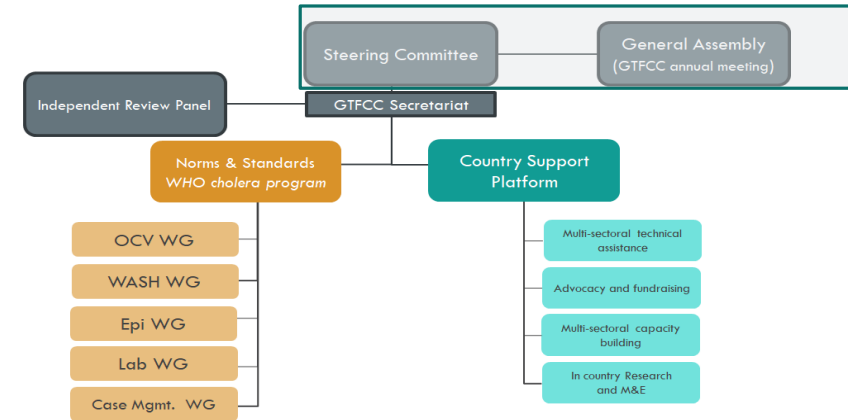 Steering Committee
General Assembly
(GTFCC annual meeting)
Independent Review Panel
GTFCC Secretariat
Norms & Standards
WHO cholera program
Country Support
Platform
OCV WG
WASH WG
Epi WG
Lab WG
Case Mgmt. WG
Multi-sectoral technical
assistance
Advocacy and fundraising
Multi-sectoral capacity
building
In country Research
and M&E